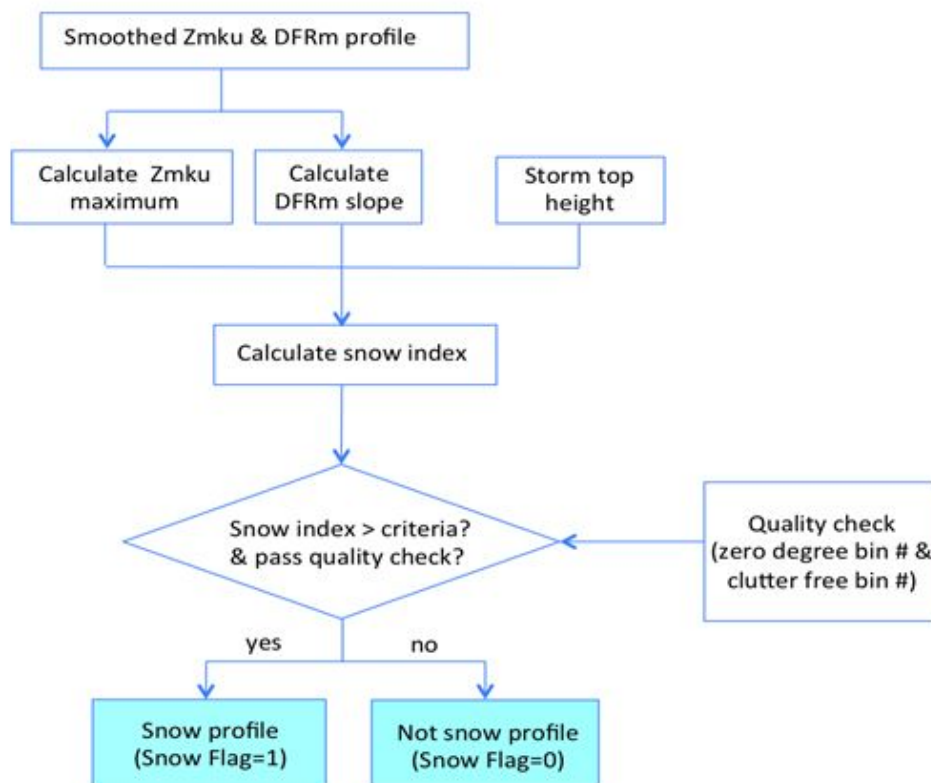 Smoothed Zmku & DFRm profile
Calculate Zmku
maximum
Calculate
DFRm slope
Storm top
height
Calculate snow index
Snow index > criteria?
& pass quality check?
Quality check
(zero degree bin # &
clutter free bin #)
yes
no
Snow profile
(Snow Flag=1)
Not snow profile
(Snow Flag=0)